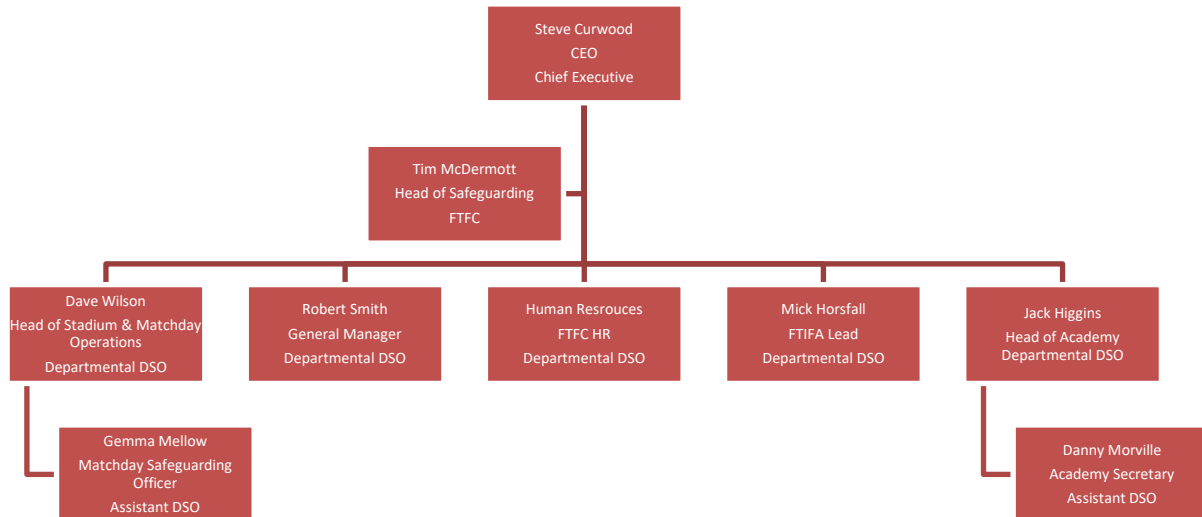 Steve Curwood
CEO
Chief Executive
Tim McDermott
Head of Safeguarding
FTFC
Dave Wilson
Head of Stadium & Matchday
Operations
Departmental DSO
Robert Smith
General Manager
Departmental DSO
Human Resrouces
FTFC HR
Departmental DSO
Mick Horsfall
FTIFA Lead
Departmental DSO
Jack Higgins
Head of Academy
Departmental DSO
Gemma Mellow
Matchday Safeguarding
Officer
Assistant DSO
Danny Morville
Academy Secretary
Assistant DSO